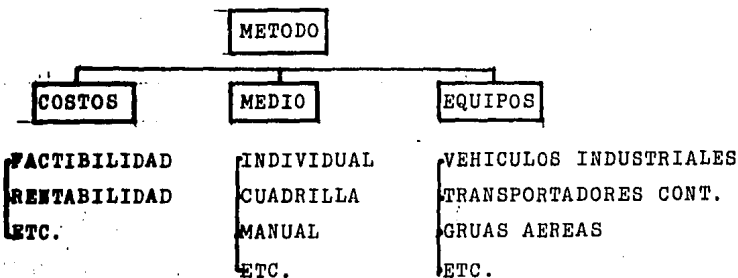 METODO
COSTOS MEDIO EQUIPOS
FACTIBILIDAD INDIVIDUAL VEHICULOS INDUSTRIALES
RENTABILIDAD CUADRILLA TRANSPORTADORES CONT.
ETC. MANUAL GRUAS AEREAS
ETC. ETC.